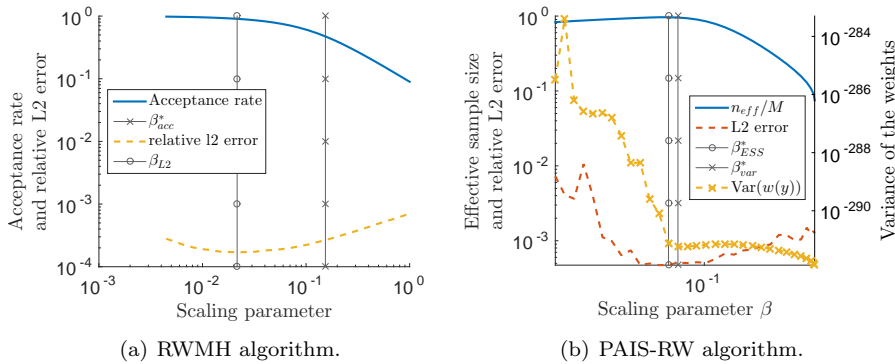 10^0
10^-1
10^-2
10^-3
10^-4
Acceptance rate
and relative L2 error
Acceptance rate
β*_acc
relative l2 error
β_L2
10^-3
10^-2
10^-1
10^0
Scaling parameter
(a) RWMH algorithm.
10^0
10^-1
10^-2
10^-3
Effective sample size
and relative L2 error
n_eff/M
L2 error
β*_ESS
β*_var
Var(w(y))
10^-284
10^-286
10^-288
10^-290
Variance of the weights
10^-1
Scaling parameter β
(b) PAIS-RW algorithm.